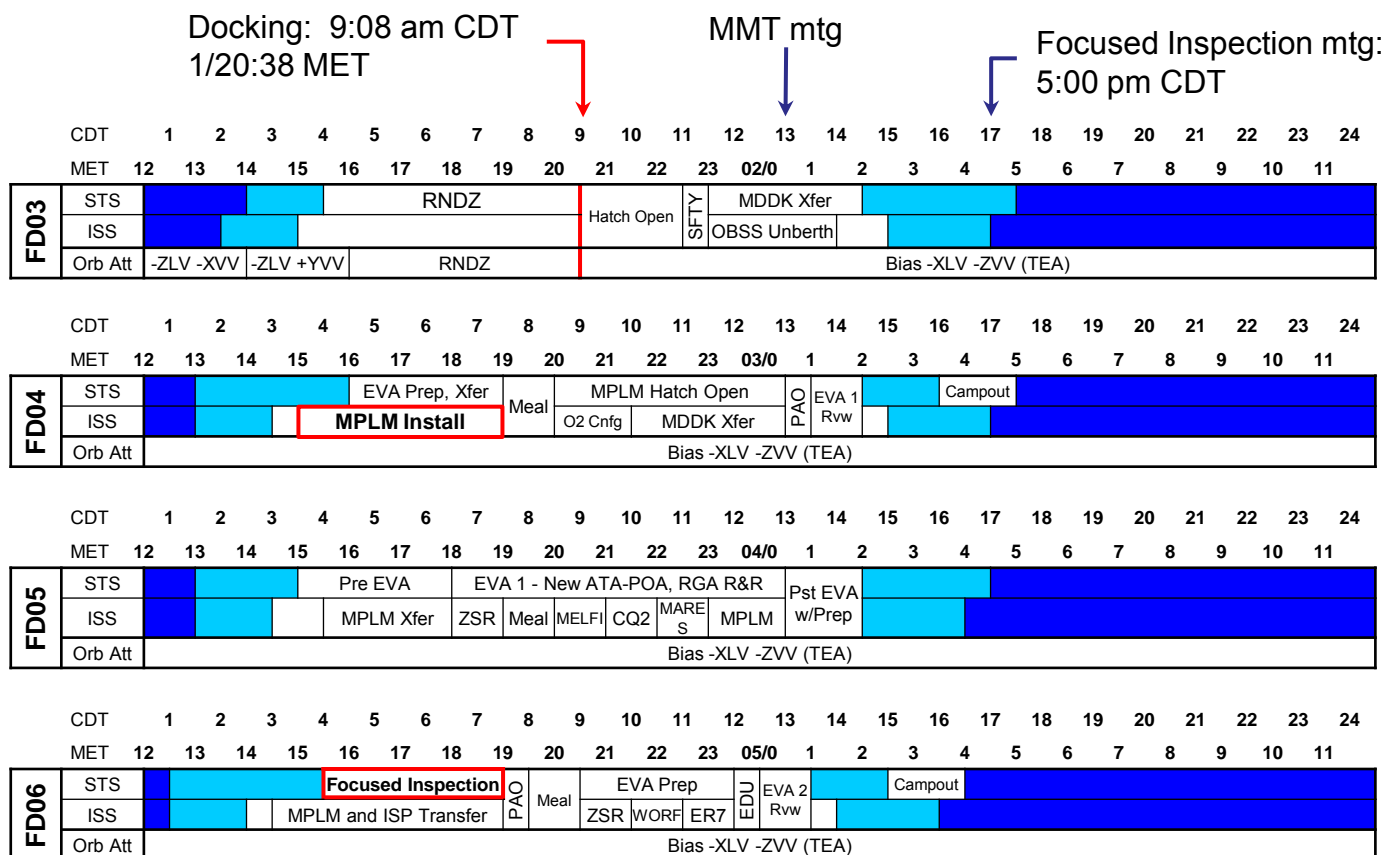 Docking: 9:08 am CDT
1/20:38 MET
MMT mtg
Focused Inspection mtg:
5:00 pm CDT
CDT 1 2 3 4 5 6 7 8 9 10 11 12 13 14 15 16 17 18 19 20 21 22 23 24
MET 12 13 14 15 16 17 18 19 20 21 22 23 02/0 1 2 3 4 5 6 7 8 9 10 11
FD03
STS RNDZ Hatch Open SFTY MDDK Xfer
ISS OBSS Unberth
Orb Att -ZLV -XVV -ZLV +YVV RNDZ Bias -XLV -ZVV (TEA)
CDT 1 2 3 4 5 6 7 8 9 10 11 12 13 14 15 16 17 18 19 20 21 22 23 24
MET 12 13 14 15 16 17 18 19 20 21 22 23 03/0 1 2 3 4 5 6 7 8 9 10 11
FD04
STS EVA Prep, Xfer Meal MPLM Hatch Open PAO EVA 1 Campout
ISS MPLM Install O2 Cnfg MDDK Xfer Rvw
Orb Att Bias -XLV -ZVV (TEA)
CDT 1 2 3 4 5 6 7 8 9 10 11 12 13 14 15 16 17 18 19 20 21 22 23 24
MET 12 13 14 15 16 17 18 19 20 21 22 23 04/0 1 2 3 4 5 6 7 8 9 10 11
FD05
STS Pre EVA EVA 1 - New ATA-POA, RGA R&R Pst EVA
w/Prep
ISS MPLM Xfer ZSR Meal MELFI CQ2 MARE
S MPLM
Orb Att Bias -XLV -ZVV (TEA)
CDT 1 2 3 4 5 6 7 8 9 10 11 12 13 14 15 16 17 18 19 20 21 22 23 24
MET 12 13 14 15 16 17 18 19 20 21 22 23 05/0 1 2 3 4 5 6 7 8 9 10 11
FD06
STS Focused Inspection PAO Meal EVA Prep EDU EVA 2 Campout
ISS MPLM and ISP Transfer ZSR WORF ER7 Rvw
Orb Att Bias -XLV -ZVV (TEA)